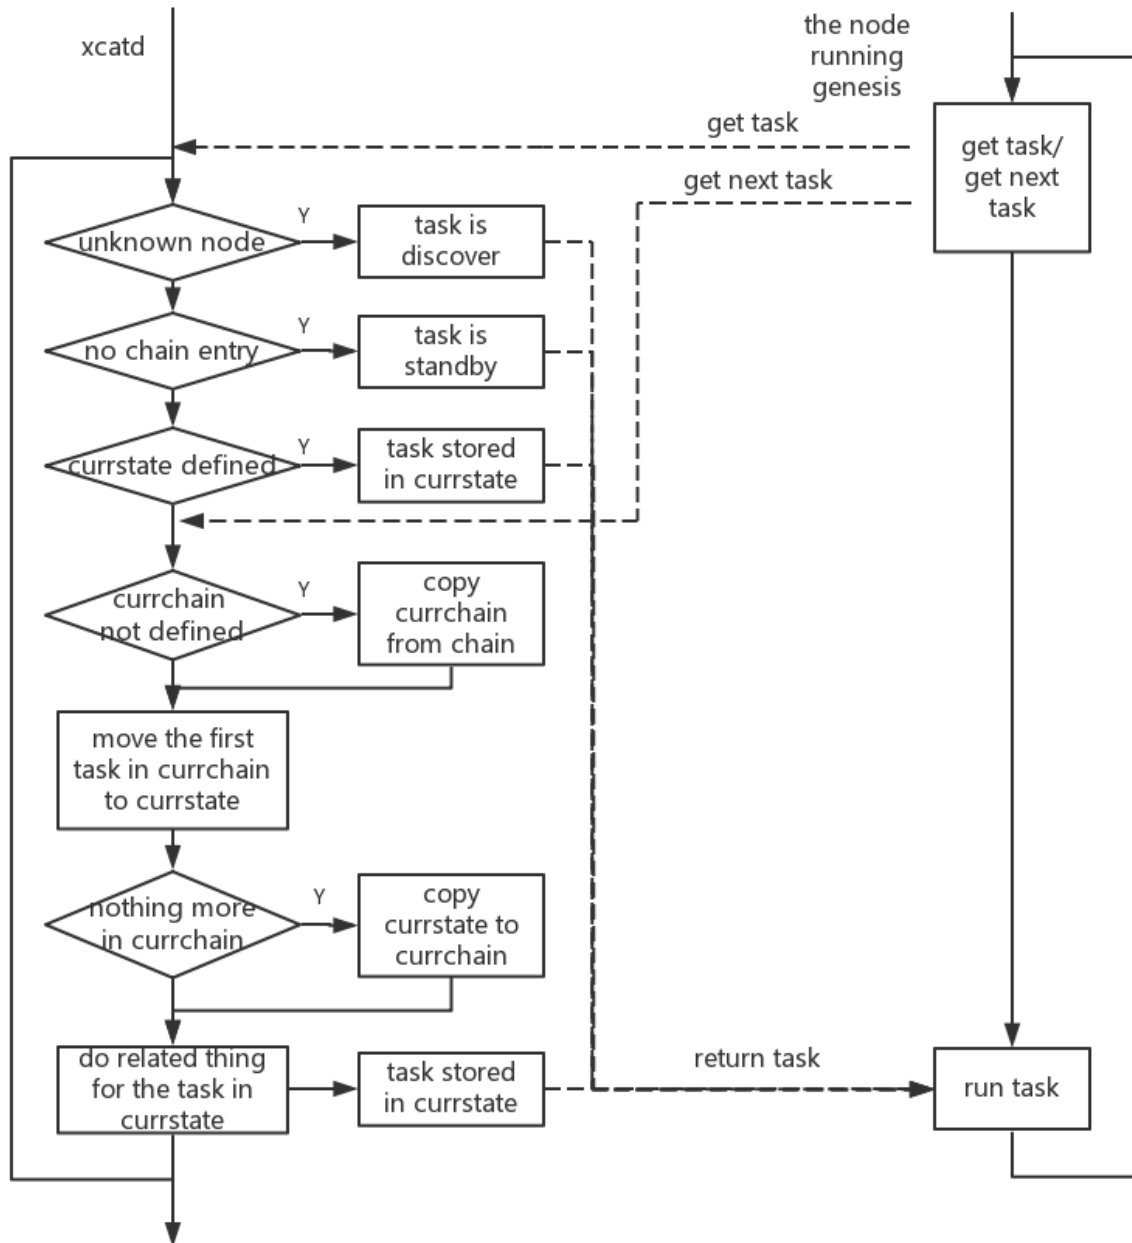 xcatd
the node
running
genesis
get task
get task/
get next
task
get next task
unknown node
Y
task is
discover
no chain entry
Y
task is
standby
currstate defined
Y
task stored
in currstate
currchain
not defined
Y
copy
currchain
from chain
move the first
task in currchain
to currstate
nothing more
in currchain
Y
copy
currstate to
currchain
do related thing
for the task in
currstate
task stored
in currstate
return task
run task